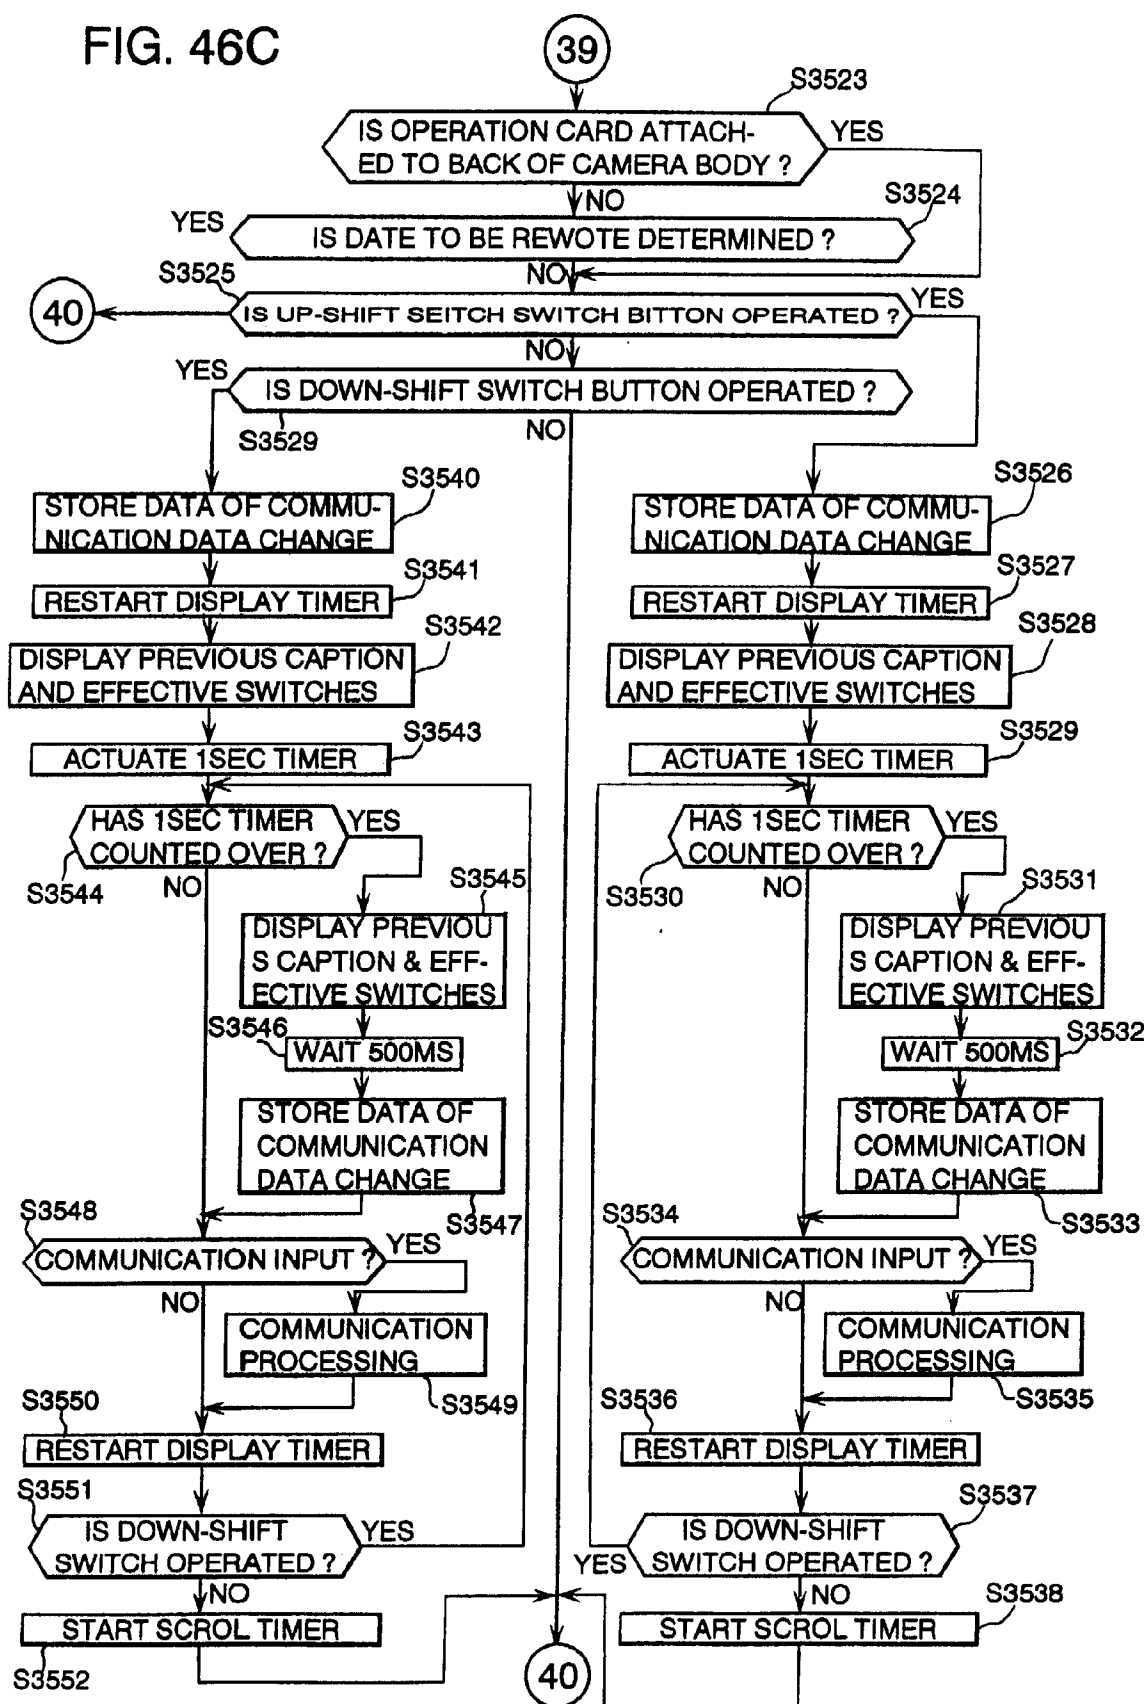 FIG. 46C
39
S3523
IS OPERATION CARD ATTACH-
ED TO BACK OF CAMERA BODY ?
YES
NO
S3524
YES
IS DATE TO BE REWOTE DETERMINED ?
NO
S3525
40
IS UP-SHIFT SEITCH SWITCH BITTON OPERATED ?
YES
NO
YES
IS DOWN-SHIFT SWITCH BUTTON OPERATED ?
S3529
NO
S3540
STORE DATA OF COMMU-
NICATION DATA CHANGE
S3541
RESTART DISPLAY TIMER
S3542
DISPLAY PREVIOUS CAPTION
AND EFFECTIVE SWITCHES
S3543
ACTUATE 1SEC TIMER
HAS 1SEC TIMER
COUNTED OVER ?
YES
S3544
NO
S3545
DISPLAY PREVIOU
S CAPTION & EFF-
ECTIVE SWITCHES
S3546
WAIT 500MS
STORE DATA OF
COMMUNICATION
DATA CHANGE
S3547
S3548
COMMUNICATION INPUT ?
YES
NO
COMMUNICATION
PROCESSING
S3549
S3550
RESTART DISPLAY TIMER
S3551
IS DOWN-SHIFT
SWITCH OPERATED ?
YES
NO
START SCROL TIMER
S3552
40
S3526
STORE DATA OF COMMU-
NICATION DATA CHANGE
S3527
RESTART DISPLAY TIMER
S3528
DISPLAY PREVIOUS CAPTION
AND EFFECTIVE SWITCHES
S3529
ACTUATE 1SEC TIMER
HAS 1SEC TIMER
COUNTED OVER ?
YES
S3530
NO
S3531
DISPLAY PREVIOU
S CAPTION & EFF-
ECTIVE SWITCHES
S3532
WAIT 500MS
STORE DATA OF
COMMUNICATION
DATA CHANGE
S3533
S3534
COMMUNICATION INPUT ?
YES
NO
COMMUNICATION
PROCESSING
S3535
S3536
RESTART DISPLAY TIMER
S3537
IS DOWN-SHIFT
SWITCH OPERATED ?
YES
NO
S3538
START SCROL TIMER